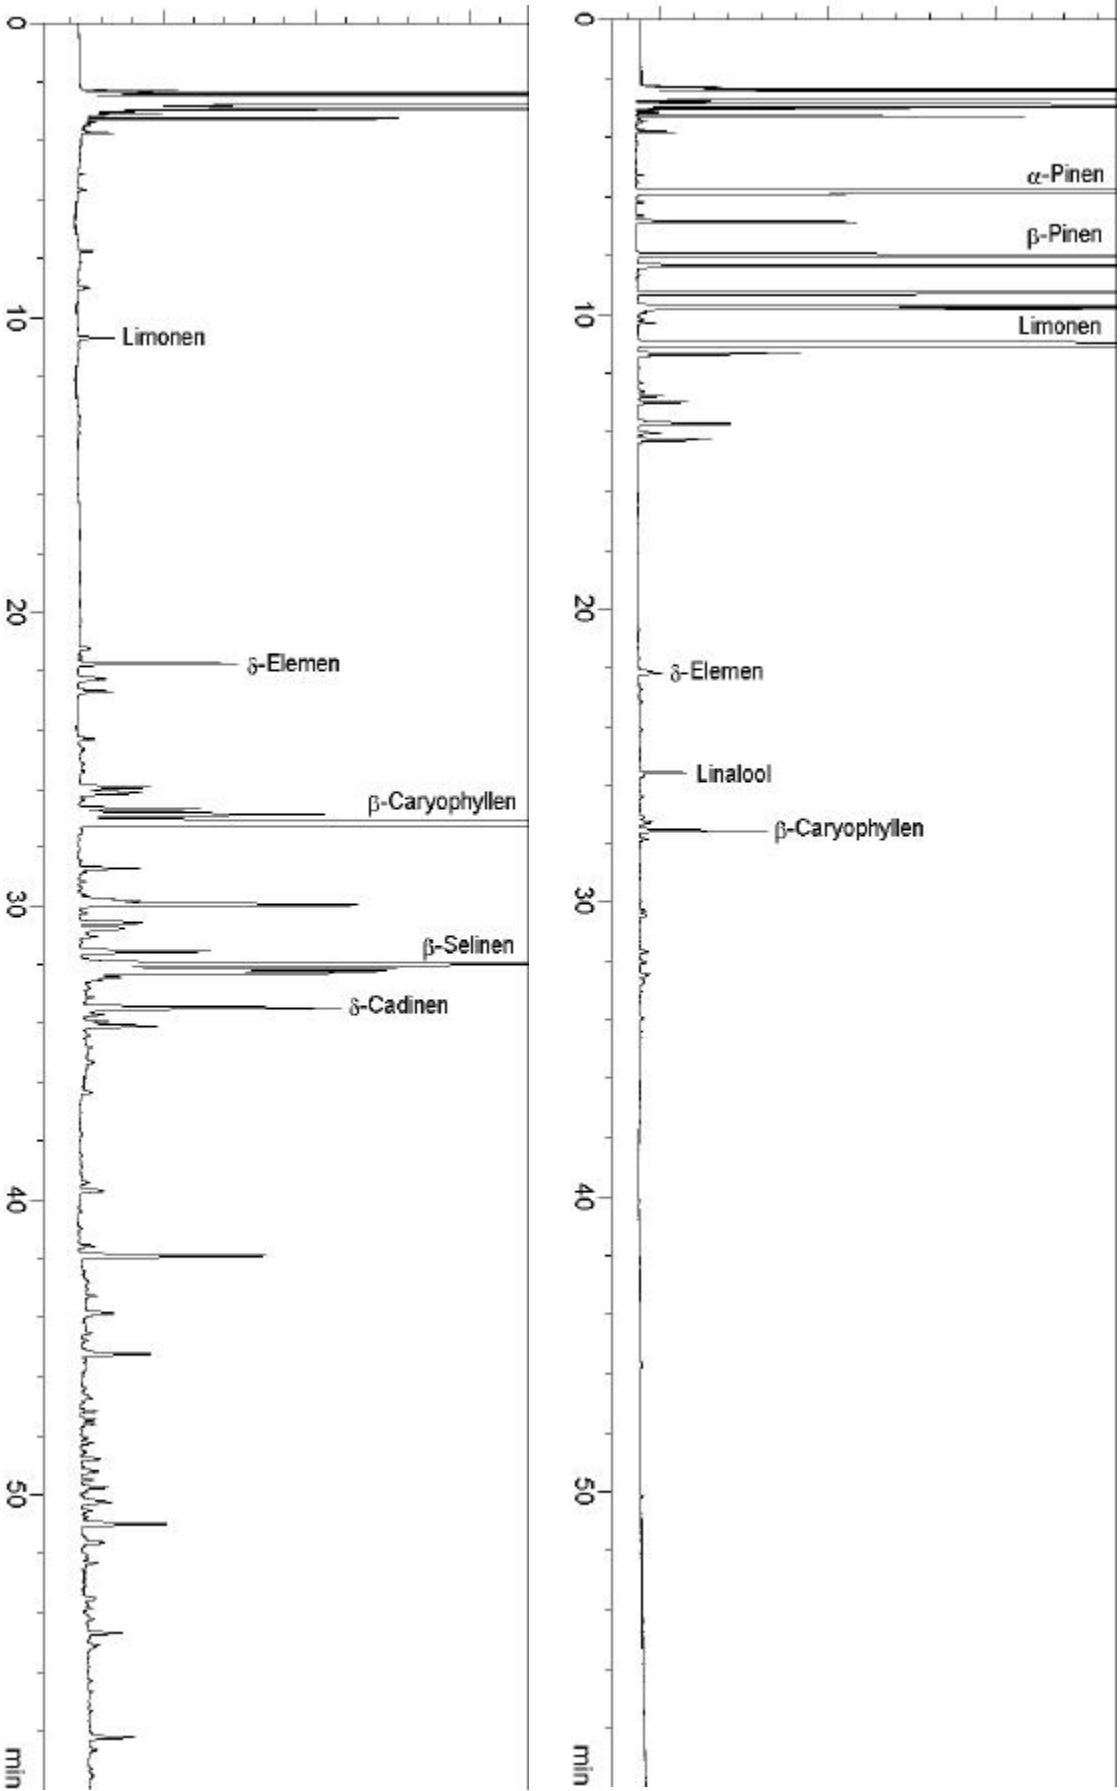 0
10
20
30
40
50
min
Limonen
δ-Elemen
β-Caryophyllen
β-Selinen
δ-Cadinen
0
10
20
30
40
50
min
α-Pinen
β-Pinen
Limonen
δ-Elemen
Linalool
β-Caryophyllen